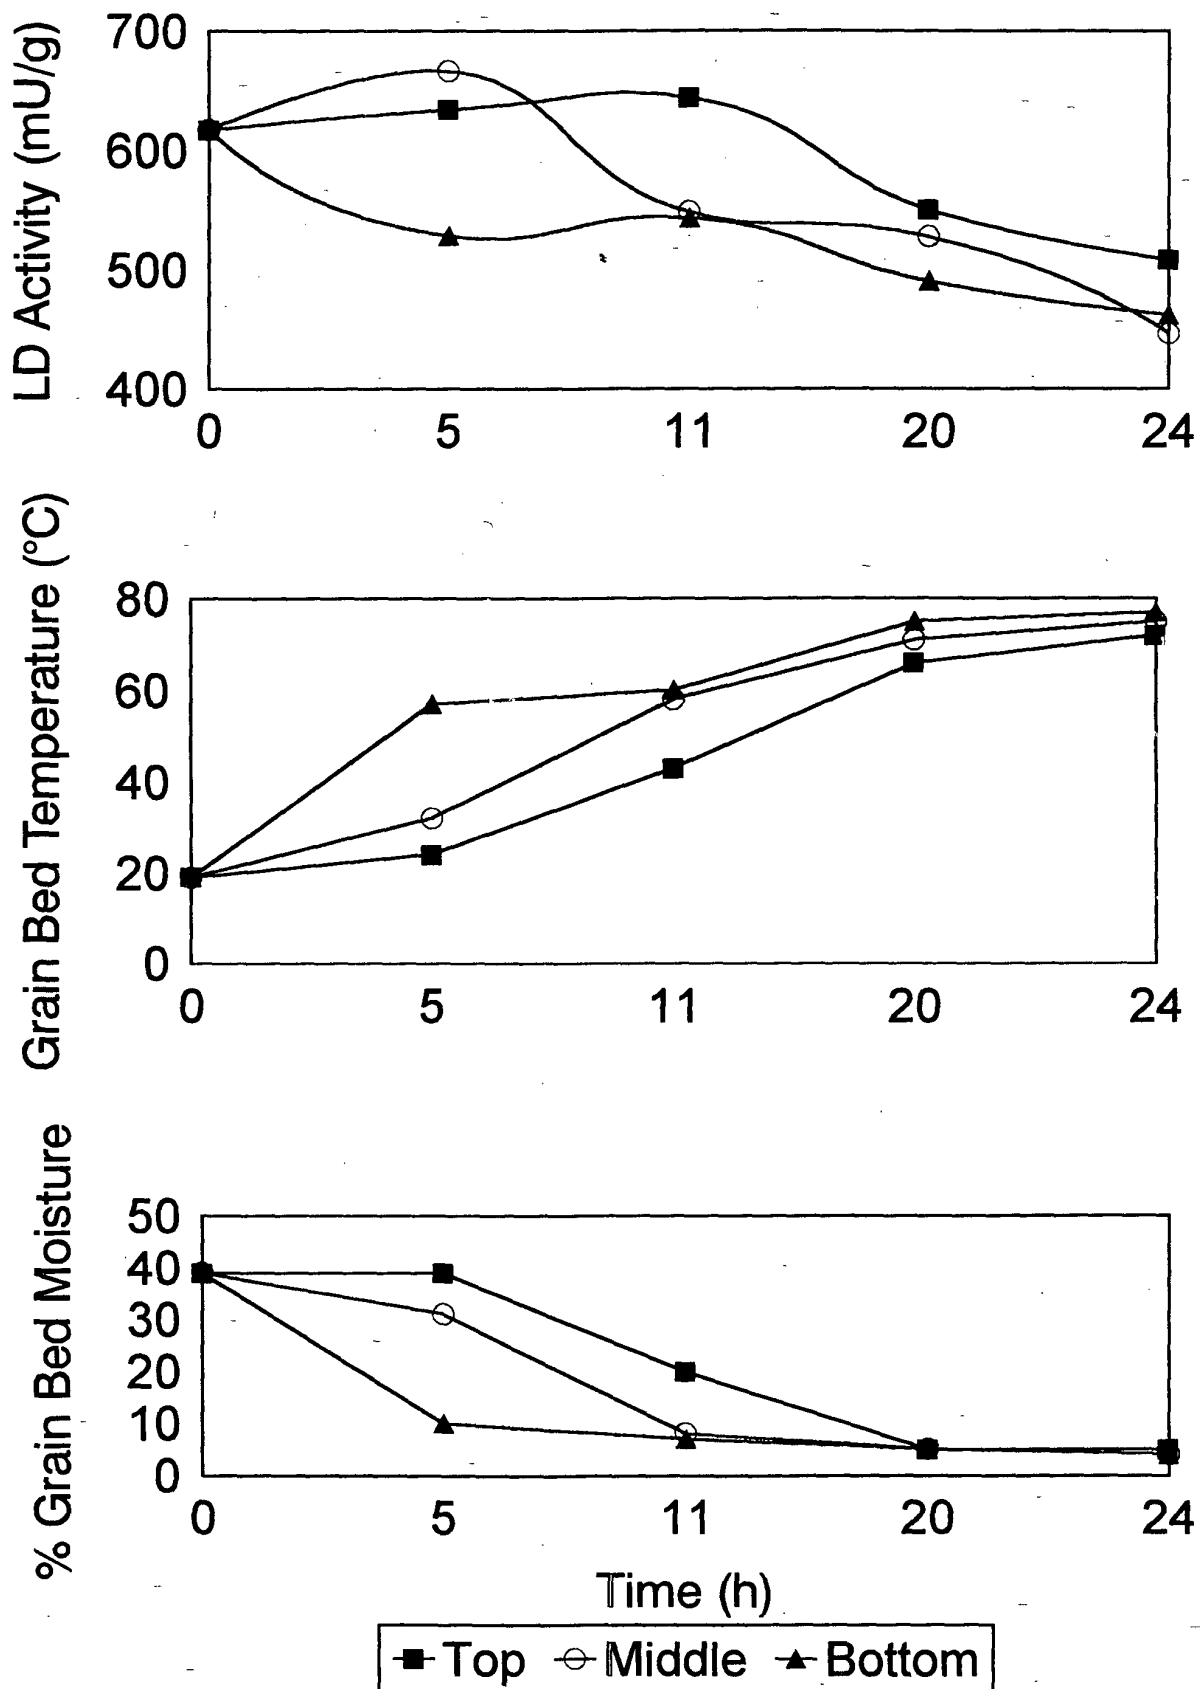 LD Activity (mU/g)
700
600
500
400
0 5 11 20 24
Grain Bed Temperature (°C)
80
60
40
20
0
0 5 11 20 24
% Grain Bed Moisture
50
40
30
20
10
0
0 5 11 20 24
Time (h)
Top Middle Bottom